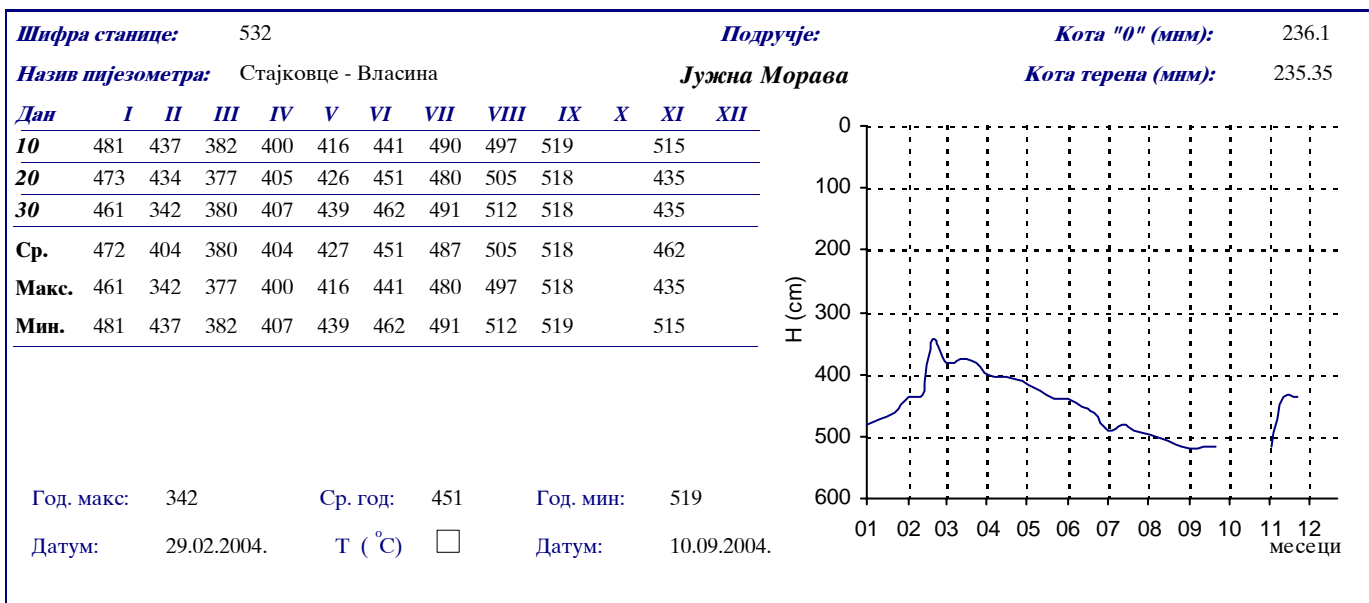 Шифра станице: 532 Подручје: Кота "0" (мнм): 236.1
Назив пијезометра: Стајковце - Власина Јужна Морава Кота терена (мнм): 235.35
Дан I II III IV V VI VII VIII IX X XI XII
10 481 437 382 400 416 441 490 497 519 515
20 473 434 377 405 426 451 480 505 518 435
30 461 342 380 407 439 462 491 512 518 435
Ср. 472 404 380 404 427 451 487 505 518 462
Макс. 461 342 377 400 416 441 480 497 518 435
Мин. 481 437 382 407 439 462 491 512 519 515
0
100
200
300
400
500
600
H (cm)
01 02 03 04 05 06 07 08 09 10 11 12
месеци
Год. макс: 342 Ср. год: 451 Год. мин: 519
Датум: 29.02.2004. T ( °C) Датум: 10.09.2004.